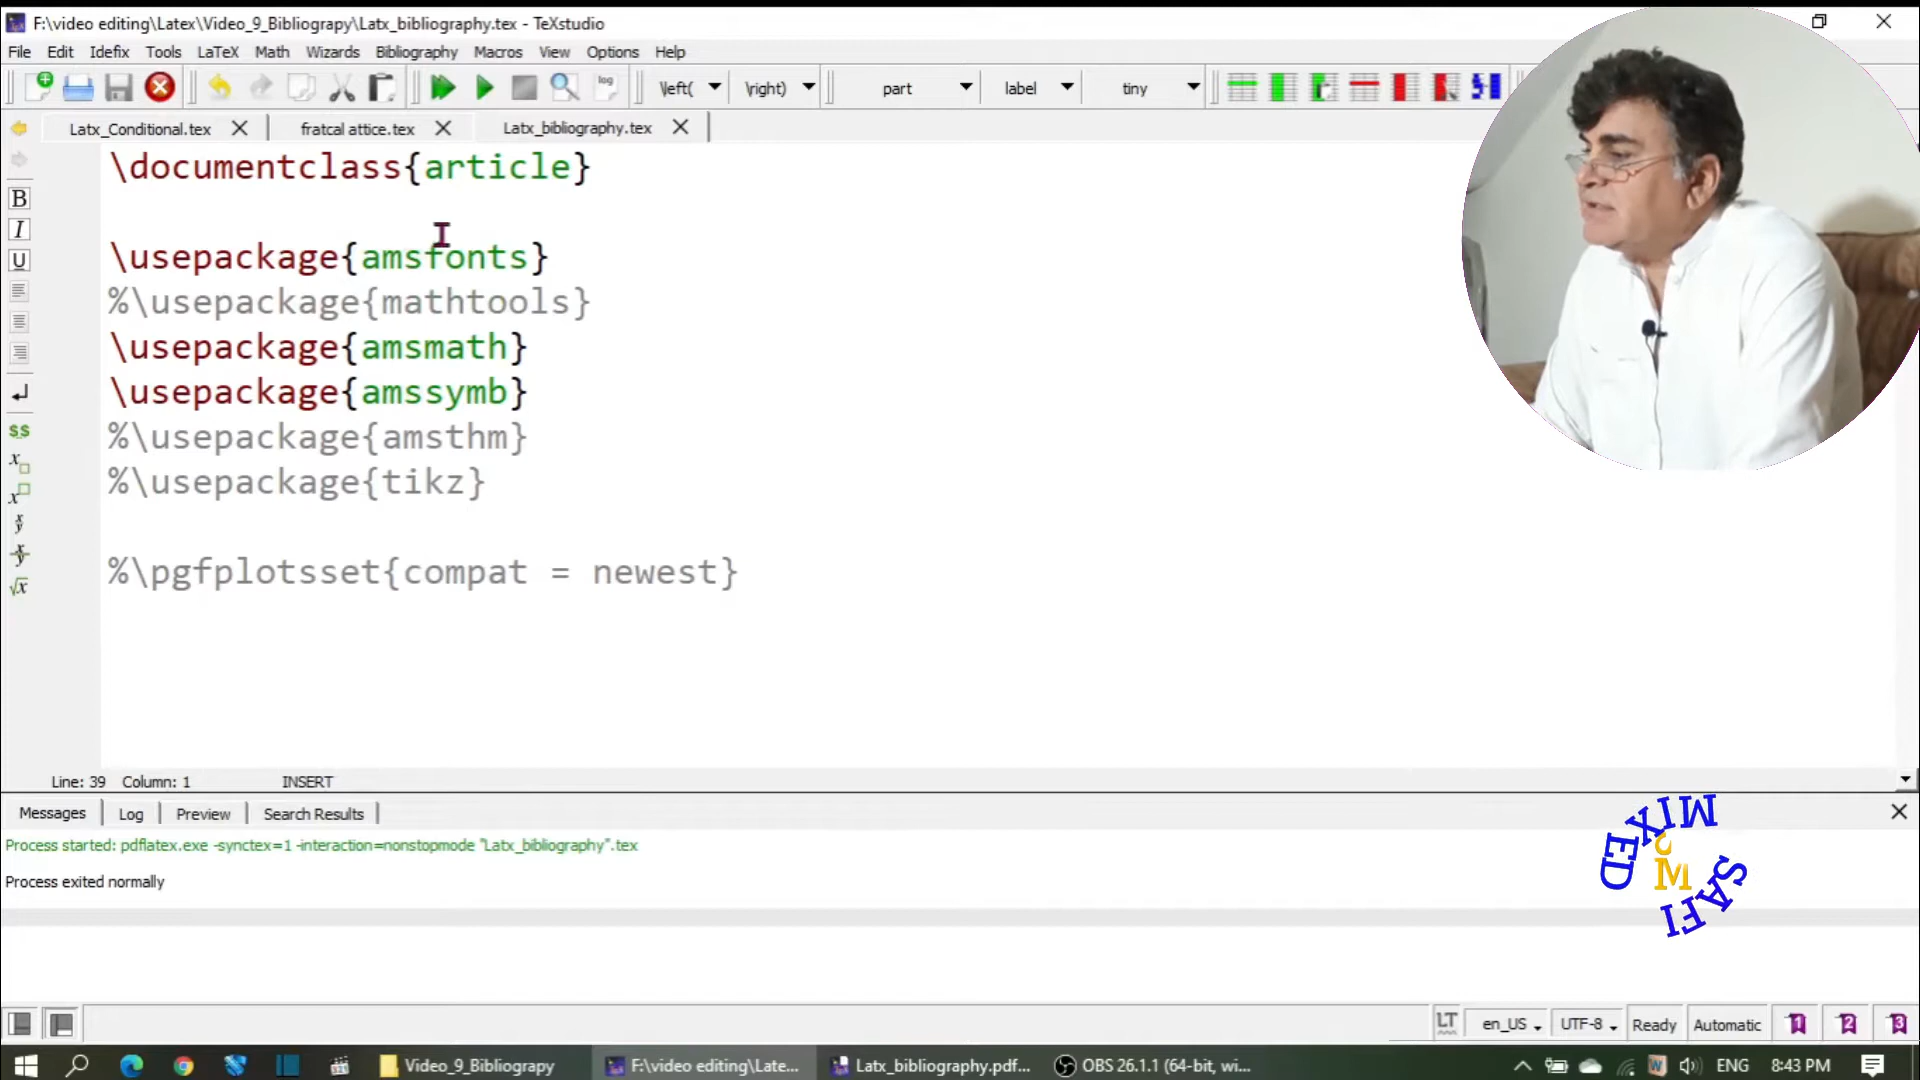 F:\video editing\Latex\Video_9_Bibliograpy\Latx_bibliography.tex - TeXstudio
File Edit Idefix Tools LaTeX Math Wizards Bibliography Macros View Options Help
log \left( \right) part label tiny
Latx_Conditional.tex fratcal attice.tex Latx_bibliography.tex
\documentclass{article}
\usepackage{amsfonts}
%\usepackage{mathtools}
\usepackage{amsmath}
\usepackage{amssymb}
%\usepackage{amsthm}
%\usepackage{tikz}
%\pgfplotsset{compat = newest}
B
I
U
$$
x
x
x/y
x/y
√x
Line: 39 Column: 1 INSERT
Messages Log Preview Search Results
Process started: pdflatex.exe -synctex=1 -interaction=nonstopmode "Latx_bibliography".tex
Process exited normally
MIXED
M
SAFI
LT en_US UTF-8 Ready Automatic 1 2 3
Video_9_Bibliograpy F:\video editing\Late... Latx_bibliography.pdf... OBS 26.1.1 (64-bit, wi... ENG 8:43 PM